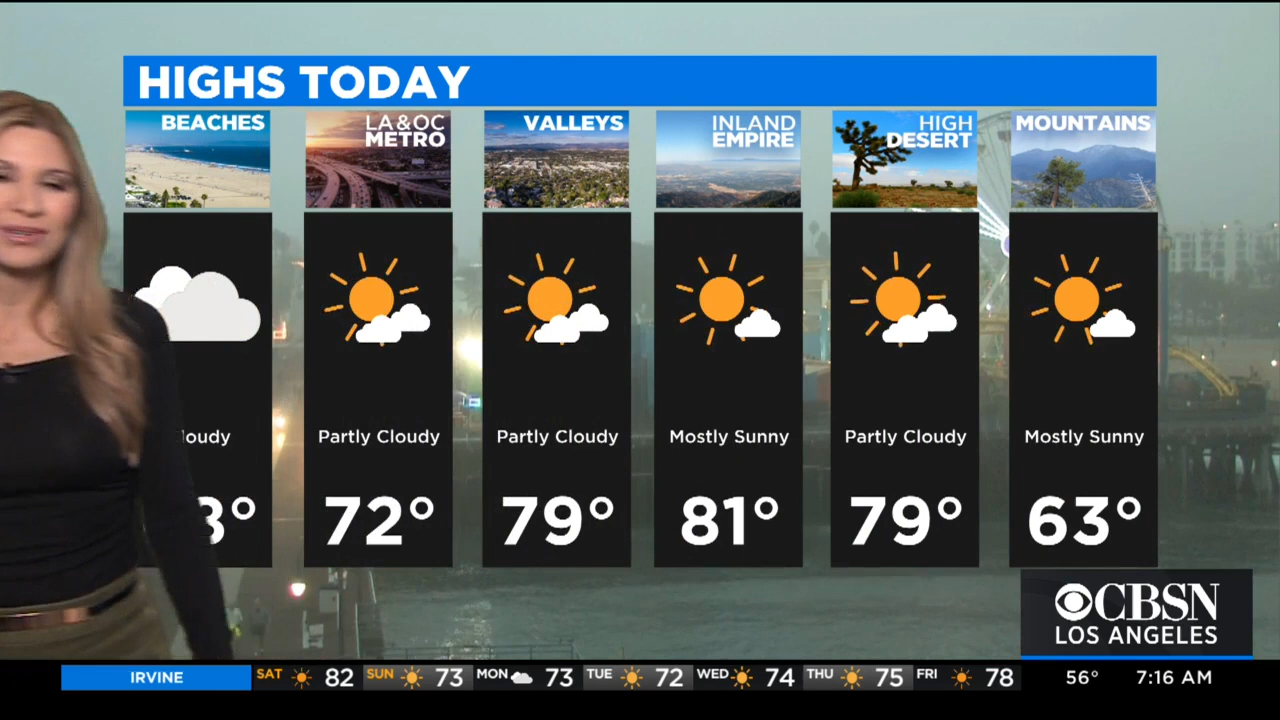 HIGHS TODAY
BEACHES
LA & OC
METRO
VALLEYS
INLAND
EMPIRE
HIGH
DESERT
MOUNTAINS
Partly Cloudy
Partly Cloudy
Mostly Sunny
Partly Cloudy
Mostly Sunny
72° 79° 81° 79° 63°
CBSN
LOS ANGELES
IRVINE SAT 82 SUN 73 MON 73 TUE 72 WED 74 THU 75 FRI 78 56° 7:16 AM